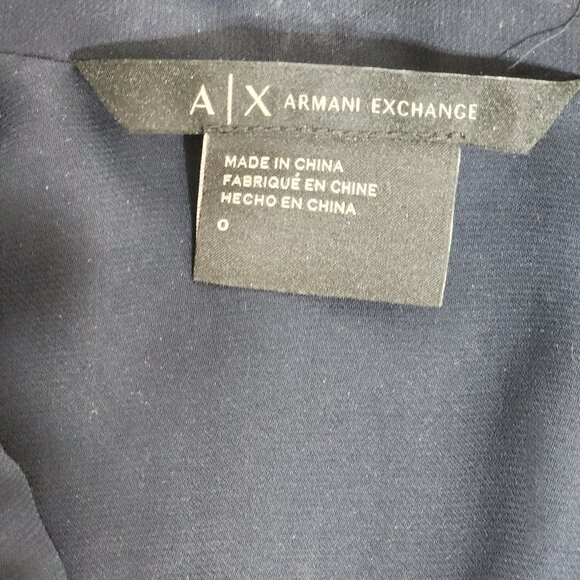 A|X ARMANI EXCHANGE
MADE IN CHINA
FABRIQUÉ EN CHINE
HECHO EN CHINA
0